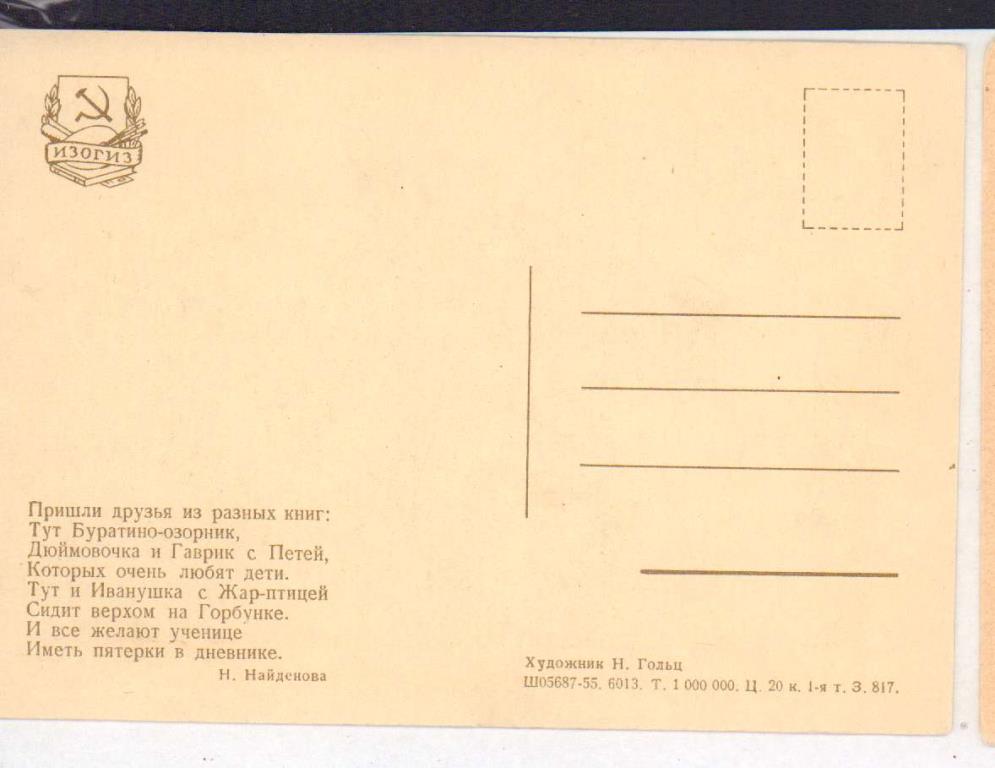 ИЗОГИЗ
Пришли друзья из разных книг:
Тут Буратино-озорник,
Дюймовочка и Гаврик с Петей,
Которых очень любят дети.
Тут и Иванушка с Жар-птицей
Сидит верхом на Горбунке.
И все желают ученице
Иметь пятерки в дневнике.
Н. Найденова
Художник Н. Гольц
Ш05687-55. 6013. Т. 1 000 000. Ц. 20 к. 1-я т. З. 817.